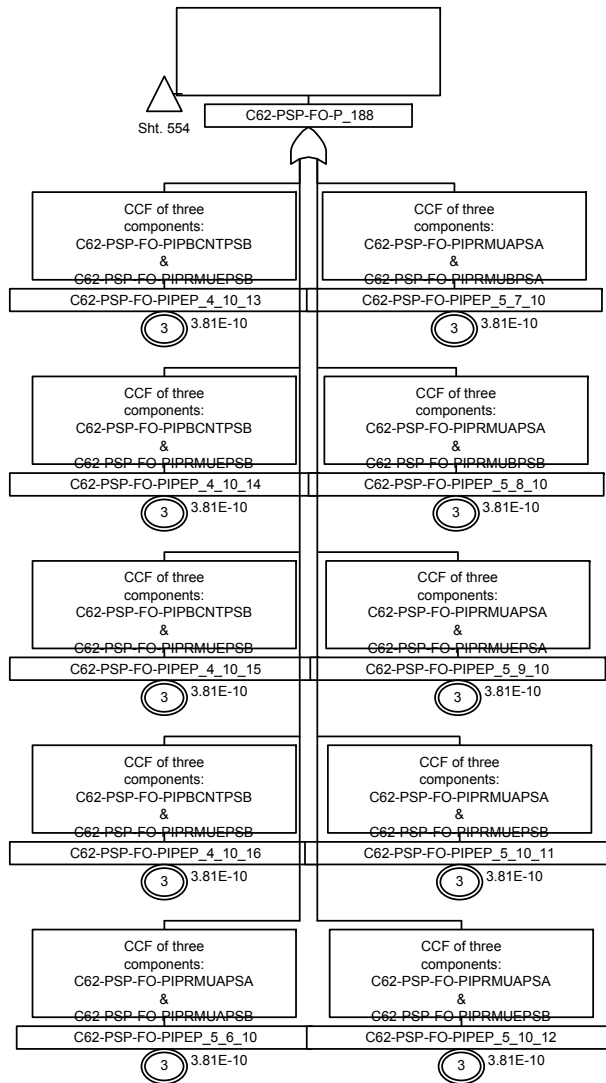 Sht. 554
C62-PSP-FO-P_188
CCF of three
components:
C62-PSP-FO-PIPBCNTPSB
&
C62-PSP-FO-PIPRMUEPSB
C62-PSP-FO-PIPEP_4_10_13
3
3.81E-10
CCF of three
components:
C62-PSP-FO-PIPRMUAPSA
&
C62-PSP-FO-PIPRMUBPSA
C62-PSP-FO-PIPEP_5_7_10
3
3.81E-10
CCF of three
components:
C62-PSP-FO-PIPBCNTPSB
&
C62-PSP-FO-PIPRMUEPSB
C62-PSP-FO-PIPEP_4_10_14
3
3.81E-10
CCF of three
components:
C62-PSP-FO-PIPRMUAPSA
&
C62-PSP-FO-PIPRMUBPSB
C62-PSP-FO-PIPEP_5_8_10
3
3.81E-10
CCF of three
components:
C62-PSP-FO-PIPBCNTPSB
&
C62-PSP-FO-PIPRMUEPSB
C62-PSP-FO-PIPEP_4_10_15
3
3.81E-10
CCF of three
components:
C62-PSP-FO-PIPRMUAPSA
&
C62-PSP-FO-PIPRMUEPSA
C62-PSP-FO-PIPEP_5_9_10
3
3.81E-10
CCF of three
components:
C62-PSP-FO-PIPBCNTPSB
&
C62-PSP-FO-PIPRMUEPSB
C62-PSP-FO-PIPEP_4_10_16
3
3.81E-10
CCF of three
components:
C62-PSP-FO-PIPRMUAPSA
&
C62-PSP-FO-PIPRMUEPSB
C62-PSP-FO-PIPEP_5_10_11
3
3.81E-10
CCF of three
components:
C62-PSP-FO-PIPRMUAPSA
&
C62-PSP-FO-PIPRMUAPSB
C62-PSP-FO-PIPEP_5_6_10
3
3.81E-10
CCF of three
components:
C62-PSP-FO-PIPRMUAPSA
&
C62-PSP-FO-PIPRMUEPSB
C62-PSP-FO-PIPEP_5_10_12
3
3.81E-10